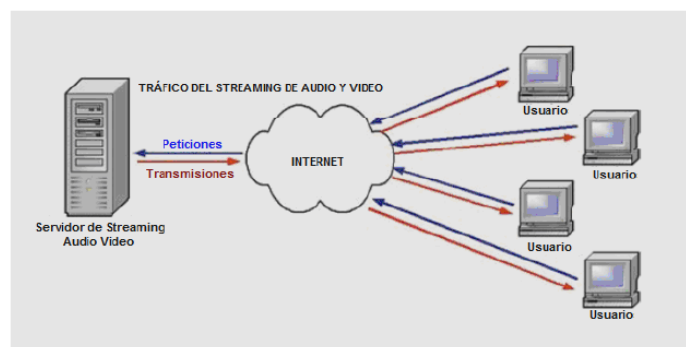 TRÁFICO DEL STREAMING DE AUDIO Y VIDEO
Peticiones
Transmisiones
INTERNET
Servidor de Streaming
Audio Video
Usuario
Usuario
Usuario
Usuario